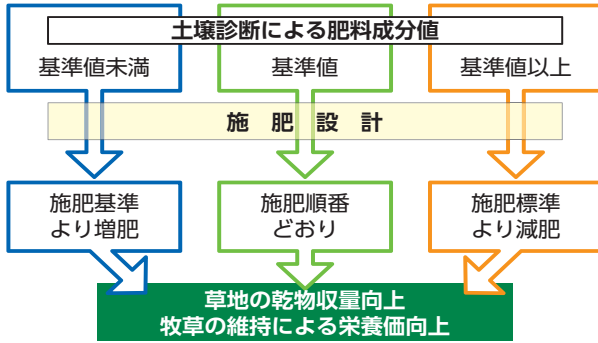 土壌診断による肥料成分値
基準値未満
基準値
基準値以上
施肥設計
施肥基準
より増肥
施肥順番
どおり
施肥標準
より減肥
草地の乾物収量向上
牧草の維持による栄養価向上